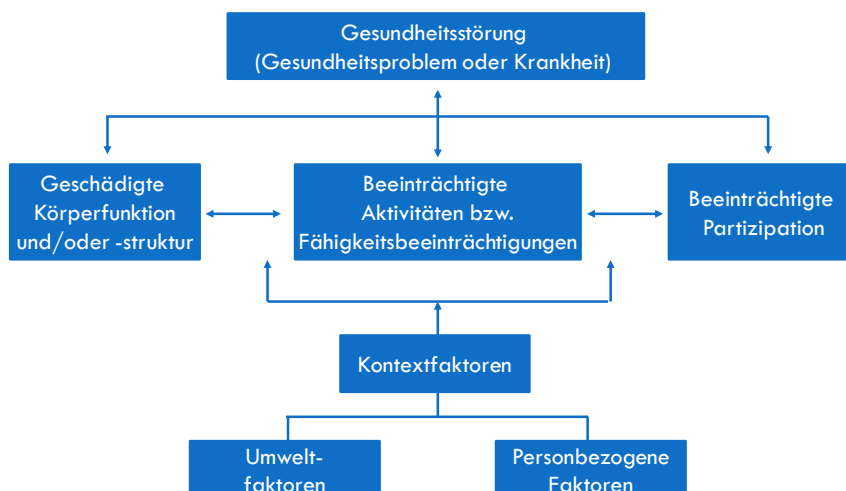 Gesundheitsstörung
(Gesundheitsproblem oder Krankheit)
Geschädigte
Körperfunktion
und/oder -struktur
Beeinträchtigte
Aktivitäten bzw.
Fähigkeitsbeeinträchtigungen
Beeinträchtigte
Partizipation
Kontextfaktoren
Umwelt-
faktoren
Personbezogene
Faktoren